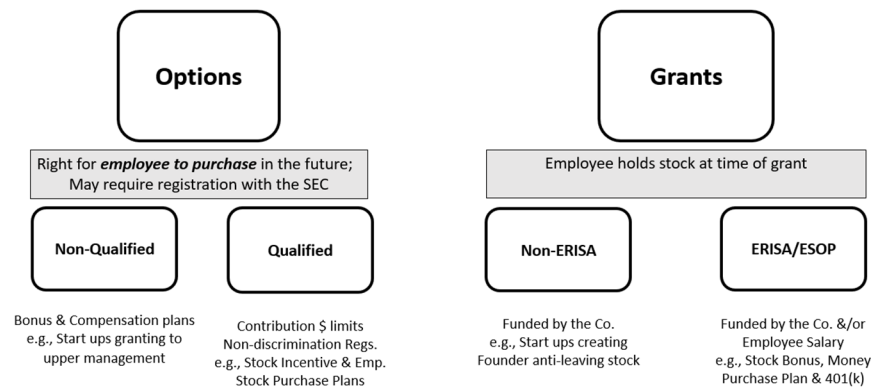 Options
Right for employee to purchase in the future;
May require registration with the SEC
Non-Qualified
Bonus & Compensation plans
e.g., Start ups granting to
upper management
Qualified
Contribution $ limits
Non-discrimination Regs.
e.g., Stock Incentive & Emp.
Stock Purchase Plans
Grants
Employee holds stock at time of grant
Non-ERISA
Funded by the Co.
e.g., Start ups creating
Founder anti-leaving stock
ERISA/ESOP
Funded by the Co. &/or
Employee Salary
e.g., Stock Bonus, Money
Purchase Plan & 401(k)